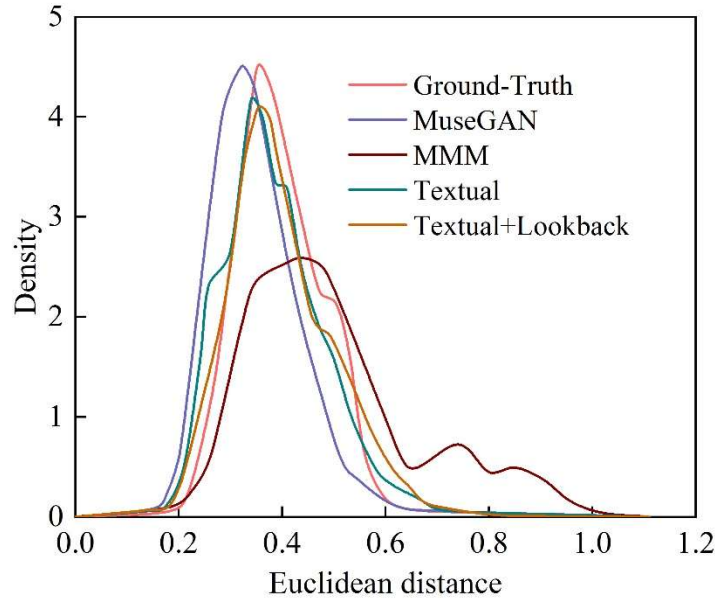 5
4
3
2
1
0
Density
Ground-Truth
MuseGAN
MMM
Textual
Textual+Lookback
0.0 0.2 0.4 0.6 0.8 1.0 1.2
Euclidean distance